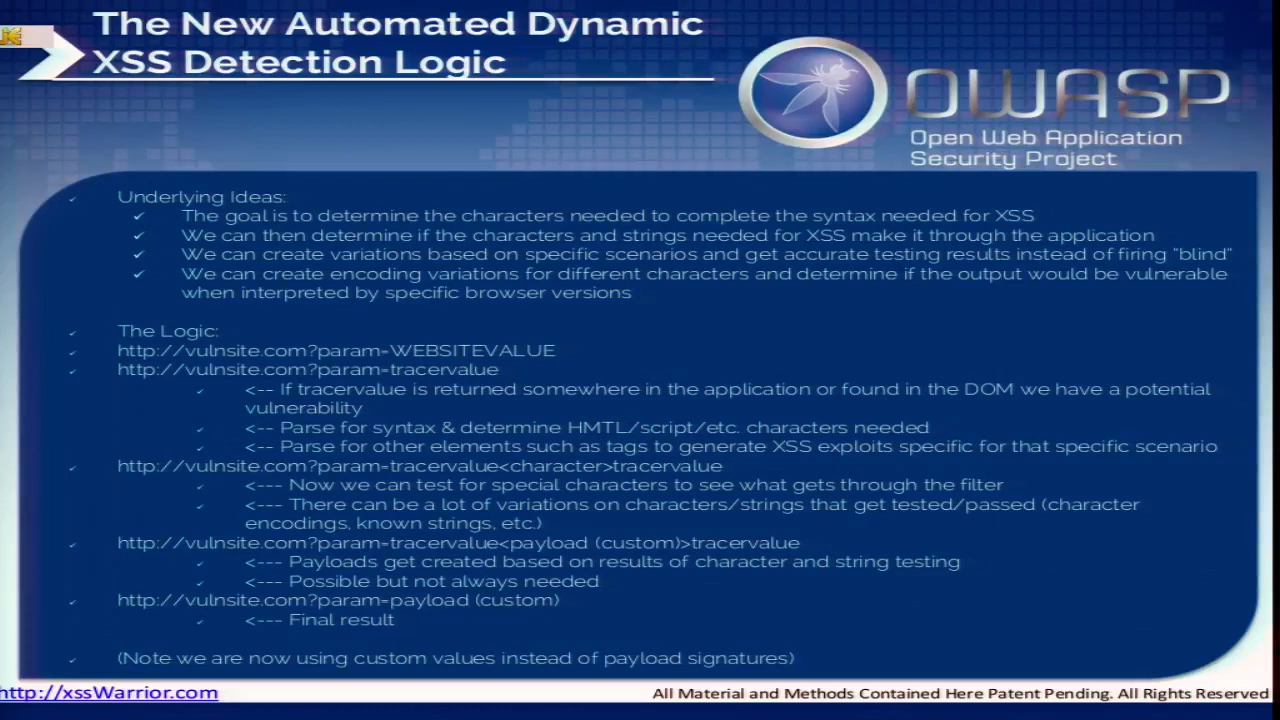 The New Automated Dynamic
XSS Detection Logic
OWASP
Open Web Application
Security Project
Underlying Ideas:
The goal is to determine the characters needed to complete the syntax needed for XSS
We can then determine if the characters and strings needed for XSS make it through the application
We can create variations based on specific scenarios and get accurate testing results instead of firing "blind"
We can create encoding variations for different characters and determine if the output would be vulnerable
when interpreted by specific browser versions
The Logic:
http://vulnsite.com?param=WEBSITEVALUE
http://vulnsite.com?param=tracervalue
<-- If tracervalue is returned somewhere in the application or found in the DOM we have a potential
vulnerability
<-- Parse for syntax & determine HMTL/script/etc. characters needed
<-- Parse for other elements such as tags to generate XSS exploits specific for that specific scenario
http://vulnsite.com?param=tracervalue<character>tracervalue
<--- Now we can test for special characters to see what gets through the filter
<--- There can be a lot of variations on characters/strings that get tested/passed (character
encodings, known strings, etc.)
http://vulnsite.com?param=tracervalue<payload (custom)>tracervalue
<--- Payloads get created based on results of character and string testing
<--- Possible but not always needed
http://vulnsite.com?param=payload (custom)
<--- Final result
(Note we are now using custom values instead of payload signatures)
http://xssWarrior.com
All Material and Methods Contained Here Patent Pending. All Rights Reserved